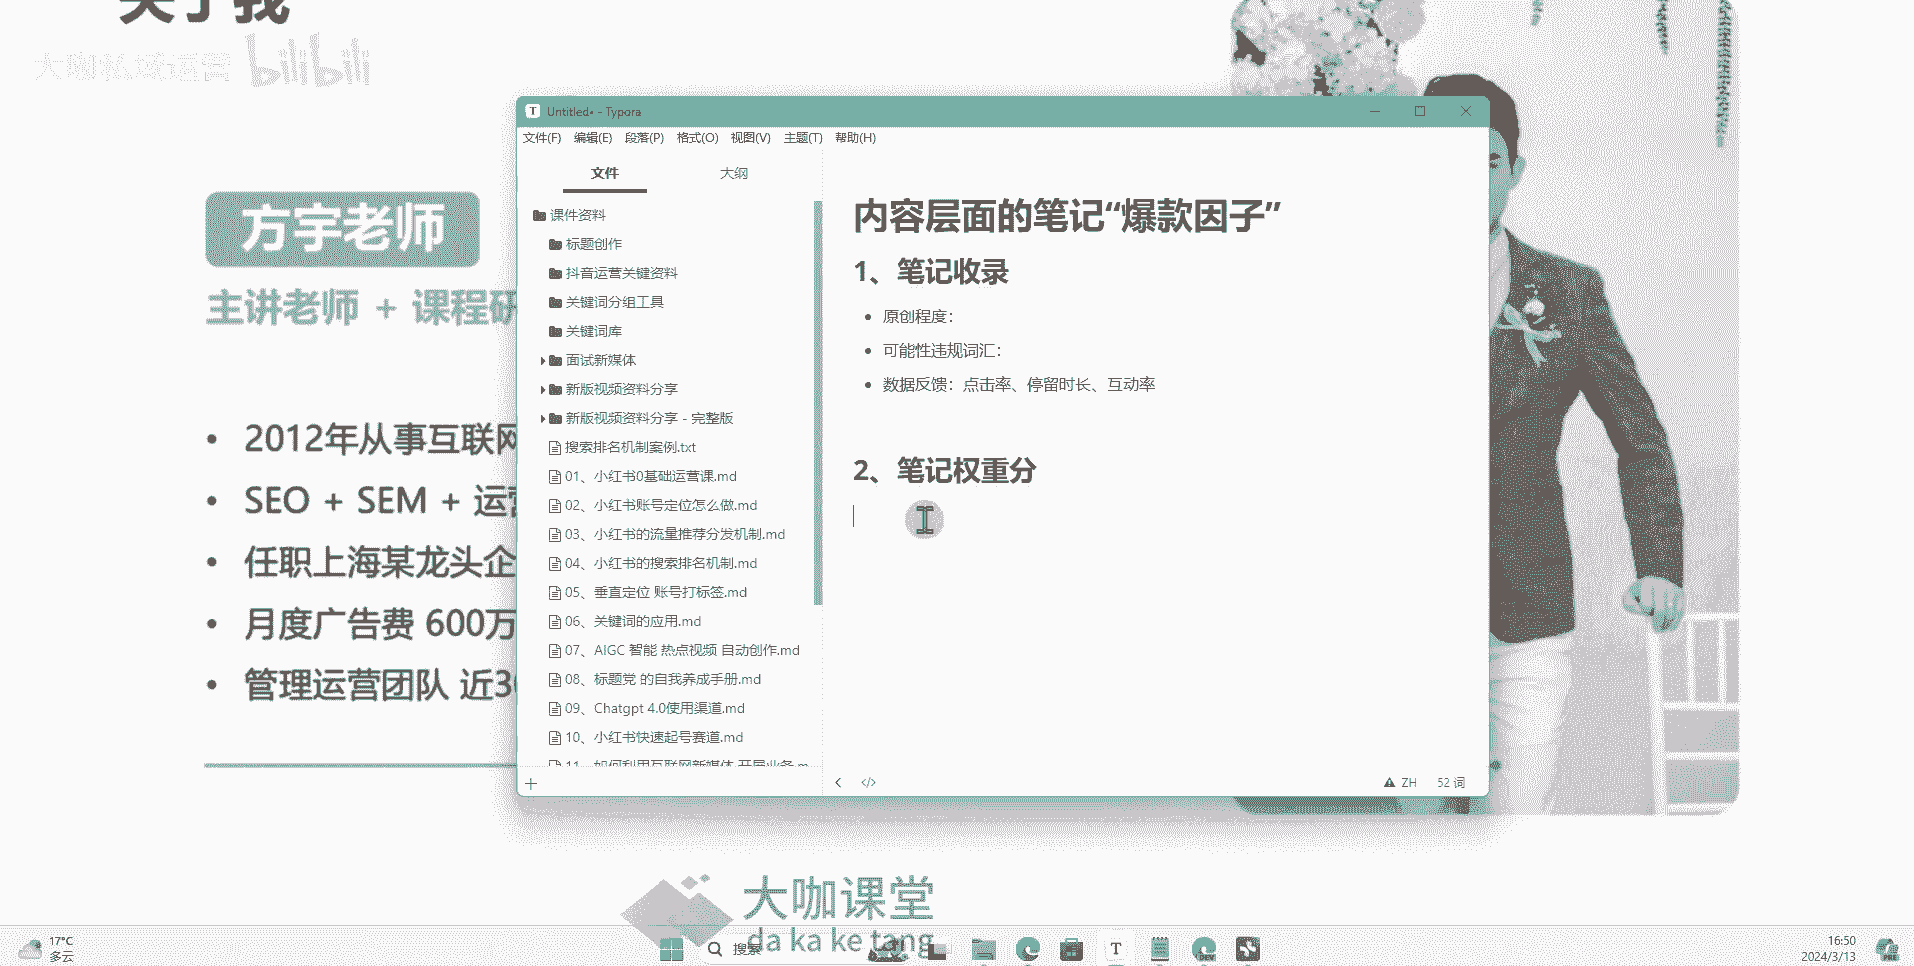 关于我
大咖私域运营 bilibili
方宇老师
主讲老师 + 课程研
2012年从事互联网
SEO + SEM + 运营
任职上海某龙头企
月度广告费 600万
管理运营团队 近30
Untitled• - Typora
文件(F) 编辑(E) 段落(P) 格式(O) 视图(V) 主题(T) 帮助(H)
文件 大纲
课件资料
标题创作
抖音运营关键资料
关键词分组工具
关键词库
面试新媒体
新版视频资料分享
新版视频资料分享 - 完整版
搜索排名机制案例.txt
01、小红书0基础运营课.md
02、小红书账号定位怎么做.md
03、小红书的流量推荐分发机制.md
04、小红书的搜索排名机制.md
05、垂直定位 账号打标签.md
06、关键词的应用.md
07、AIGC 智能 热点视频 自动创作.md
08、标题党 的自我养成手册.md
09、Chatgpt 4.0使用渠道.md
10、小红书快速起号赛道.md
11、如何利用互联网新媒体 开展业务.m
内容层面的笔记“爆款因子”
1、笔记收录
原创程度：
可能性违规词汇：
数据反馈：点击率、停留时长、互动率
2、笔记权重分
ZH 52 词
大咖课堂
da ka ke tang
17°C
多云
搜索
16:50
2024/3/13